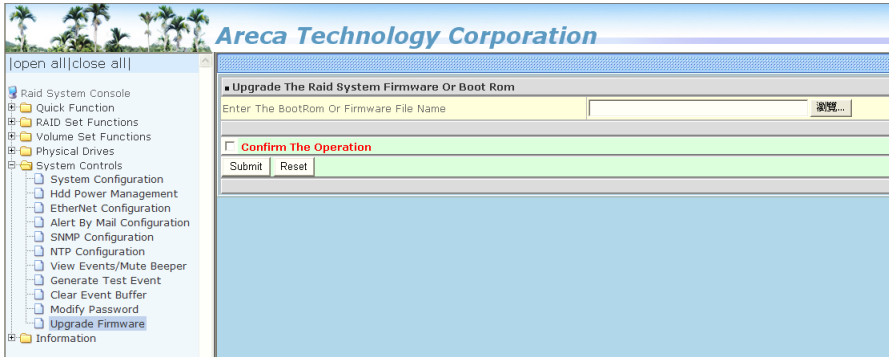 Areca Technology Corporation
|open all|close all|
Raid System Console
Quick Function
RAID Set Functions
Volume Set Functions
Physical Drives
System Controls
System Configuration
Hdd Power Management
EtherNet Configuration
Alert By Mail Configuration
SNMP Configuration
NTP Configuration
View Events/Mute Beeper
Generate Test Event
Clear Event Buffer
Modify Password
Upgrade Firmware
Information
Upgrade The Raid System Firmware Or Boot Rom
Enter The BootRom Or Firmware File Name
瀏覽...
Confirm The Operation
Submit Reset